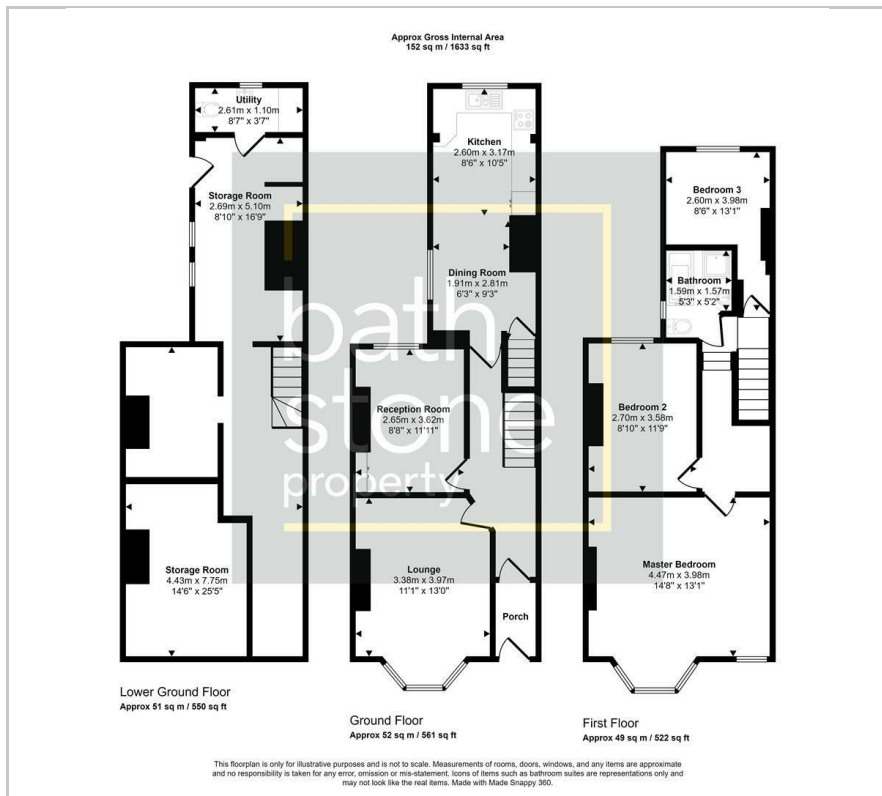 Approx Gross Internal Area
152 sq m / 1633 sq ft
Utility
2.61m x 1.10m
8'7" x 3'7"
Storage Room
2.69m x 5.10m
8'10" x 16'9"
Storage Room
4.43m x 7.75m
14'6" x 25'5"
Lower Ground Floor
Approx 51 sq m / 550 sq ft
Kitchen
2.60m x 3.17m
8'6" x 10'5"
Dining Room
1.91m x 2.81m
6'3" x 9'3"
Reception Room
2.65m x 3.62m
8'8" x 11'11"
Lounge
3.38m x 3.97m
11'1" x 13'0"
Porch
Ground Floor
Approx 52 sq m / 561 sq ft
Bedroom 3
2.60m x 3.98m
8'6" x 13'1"
Bathroom
1.59m x 1.57m
5'3" x 5'2"
Bedroom 2
2.70m x 3.58m
8'10" x 11'9"
Master Bedroom
4.47m x 3.98m
14'8" x 13'1"
First Floor
Approx 49 sq m / 522 sq ft
bath
stone
property
This floorplan is only for illustrative purposes and is not to scale. Measurements of rooms, doors, windows, and any items are approximate
and no responsibility is taken for any error, omission or mis-statement. Icons of items such as bathroom suites are representations only and
may not look like the real items. Made with Made Snappy 360.